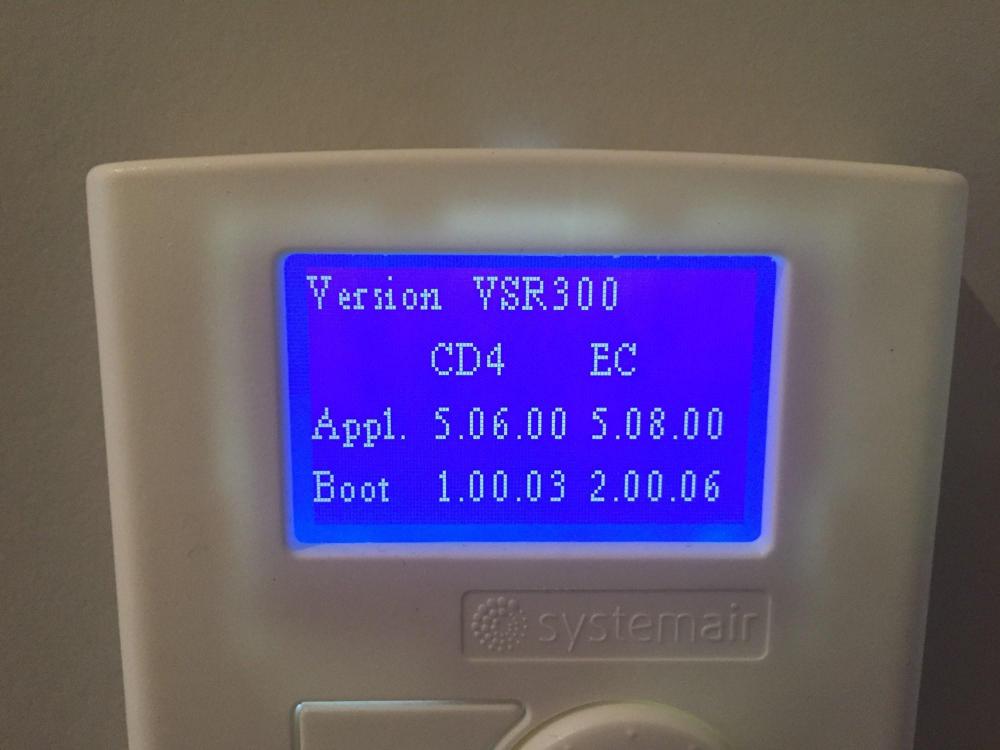 Version VSR300
CD4 EC
Appl. 5.06.00 5.08.00
Boot 1.00.03 2.00.06
systemair